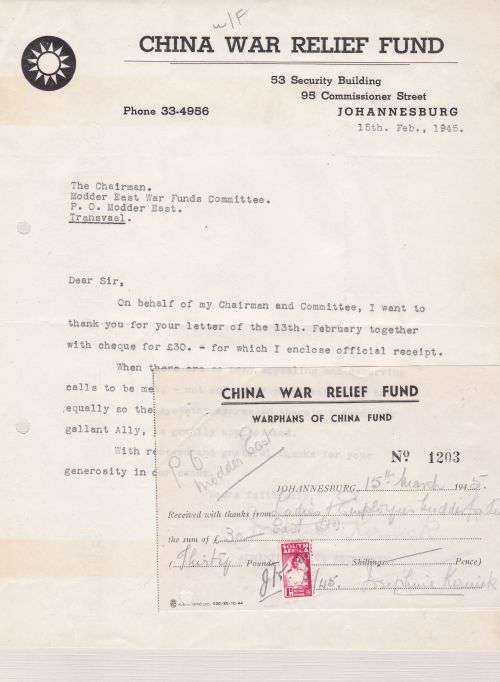 w/F
CHINA WAR RELIEF FUND
53 Security Building
95 Commissioner Street
Phone 33-4956
JOHANNESBURG
15th. Feb., 1945.
The Chairman.
Modder East War Funds Committee.
P. O. Modder East.
Transvaal.
Dear Sir,
On behalf of my Chairman and Committee, I want to
thank you for your letter of the 13th. February together
with cheque for £30. - for which I enclose official receipt.
When there
calls to be me
equally so the
gallant Ally,
With re
generosity in
CHINA WAR RELIEF FUND
WARPHANS OF CHINA FUND
P.O. Modder East
No 1203
JOHANNESBURG, 15th March 1945
Received with thanks from Ladies & Employees
East
the sum of £30
(Thirty Pounds Shillings Pence)
SOUTH AFRICA
/45.